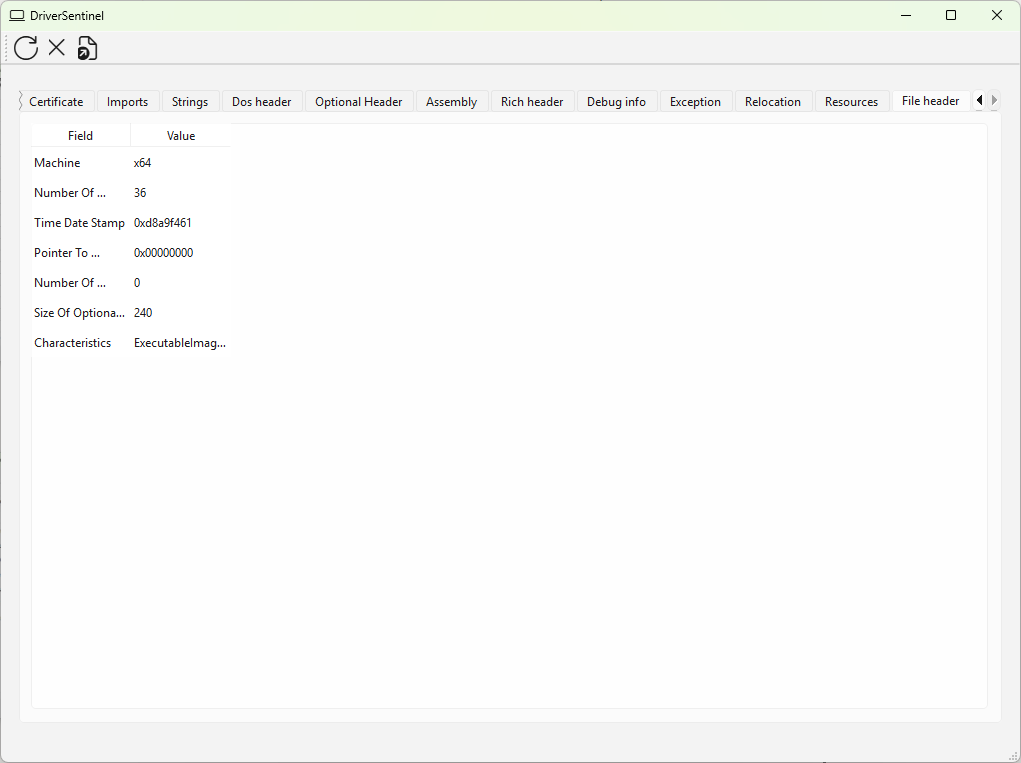 DriverSentinel
Certificate Imports Strings Dos header Optional Header Assembly Rich header Debug info Exception Relocation Resources File header
Field Value
Machine x64
Number Of ... 36
Time Date Stamp 0xd8a9f461
Pointer To ... 0x00000000
Number Of ... 0
Size Of Optiona... 240
Characteristics ExecutableImag...